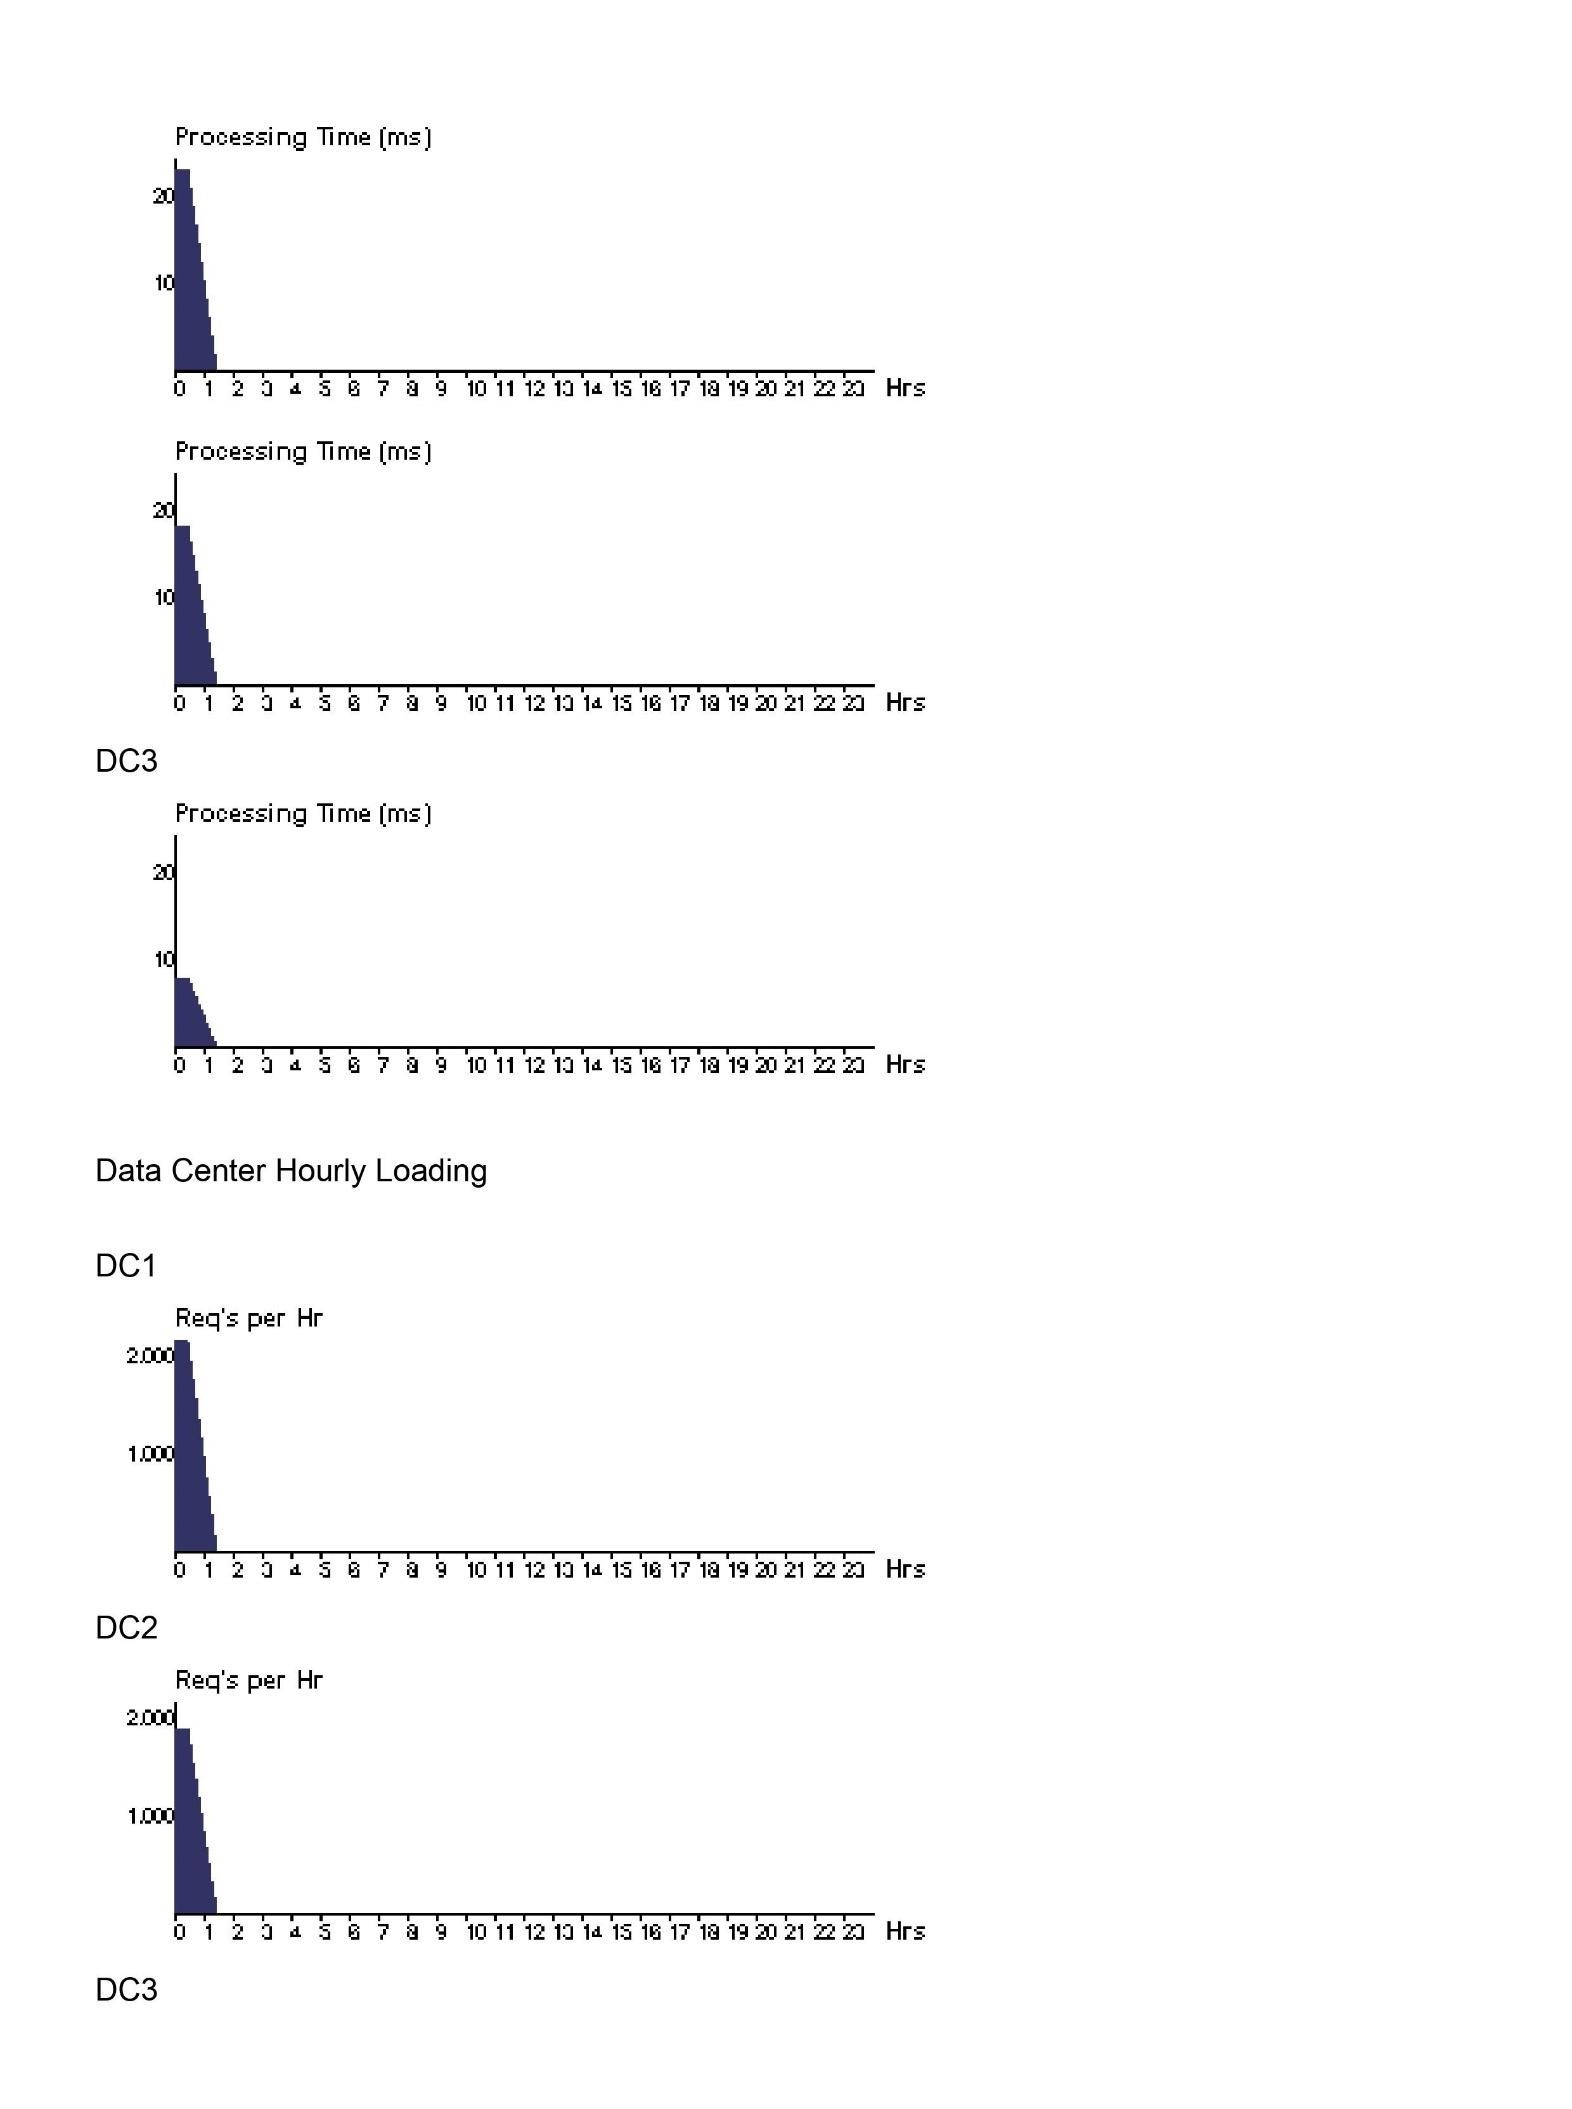 Processing Time (ms)
20
10
0 1 2 3 4 5 6 7 8 9 10 11 12 13 14 15 16 17 18 19 20 21 22 23 Hrs
Processing Time (ms)
20
10
0 1 2 3 4 5 6 7 8 9 10 11 12 13 14 15 16 17 18 19 20 21 22 23 Hrs
DC3
Processing Time (ms)
20
10
0 1 2 3 4 5 6 7 8 9 10 11 12 13 14 15 16 17 18 19 20 21 22 23 Hrs
Data Center Hourly Loading
DC1
Req's per Hr
2.000
1.000
0 1 2 3 4 5 6 7 8 9 10 11 12 13 14 15 16 17 18 19 20 21 22 23 Hrs
DC2
Req's per Hr
2.000
1.000
0 1 2 3 4 5 6 7 8 9 10 11 12 13 14 15 16 17 18 19 20 21 22 23 Hrs
DC3